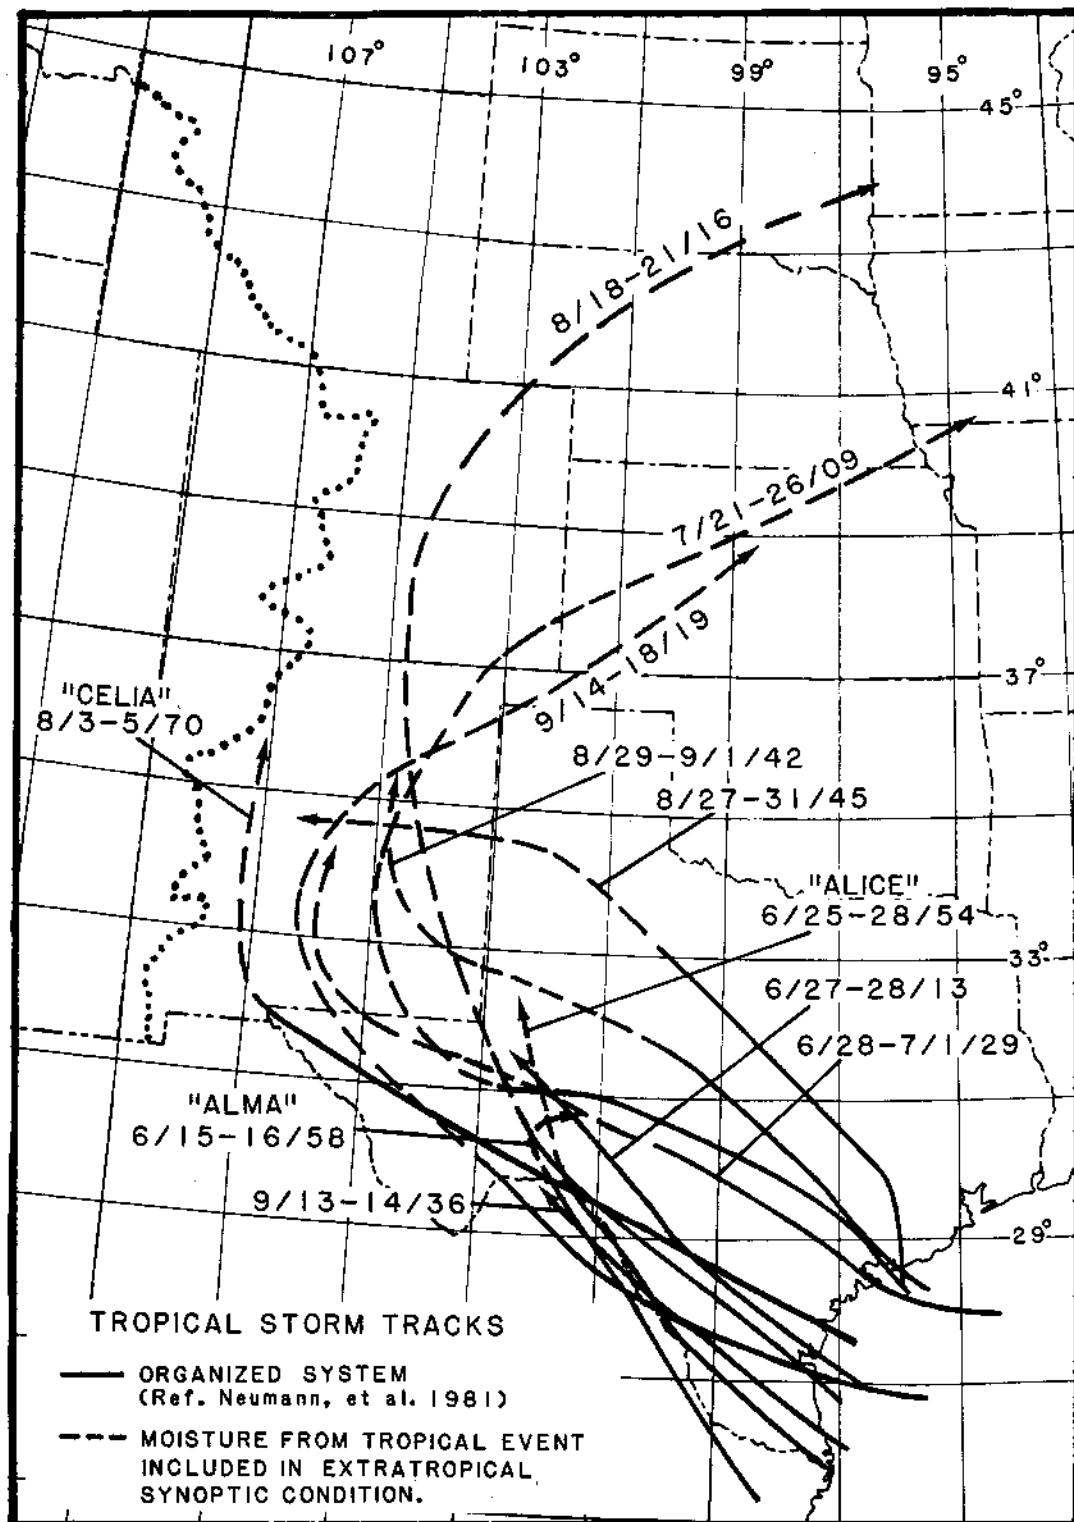 107°
103°
99°
95°
45°
8/18-21/16
41°
7/21-26/09
9/14-18/19
37°
"CELIA"
8/3-5/70
8/29-9/1/42
8/27-31/45
"ALICE"
6/25-28/54
33°
6/27-28/13
6/28-7/1/29
"ALMA"
6/15-16/58
9/13-14/36
29°
TROPICAL STORM TRACKS
ORGANIZED SYSTEM
(Ref. Neumann, et al. 1981)
MOISTURE FROM TROPICAL EVENT
INCLUDED IN EXTRATROPICAL
SYNOPTIC CONDITION.